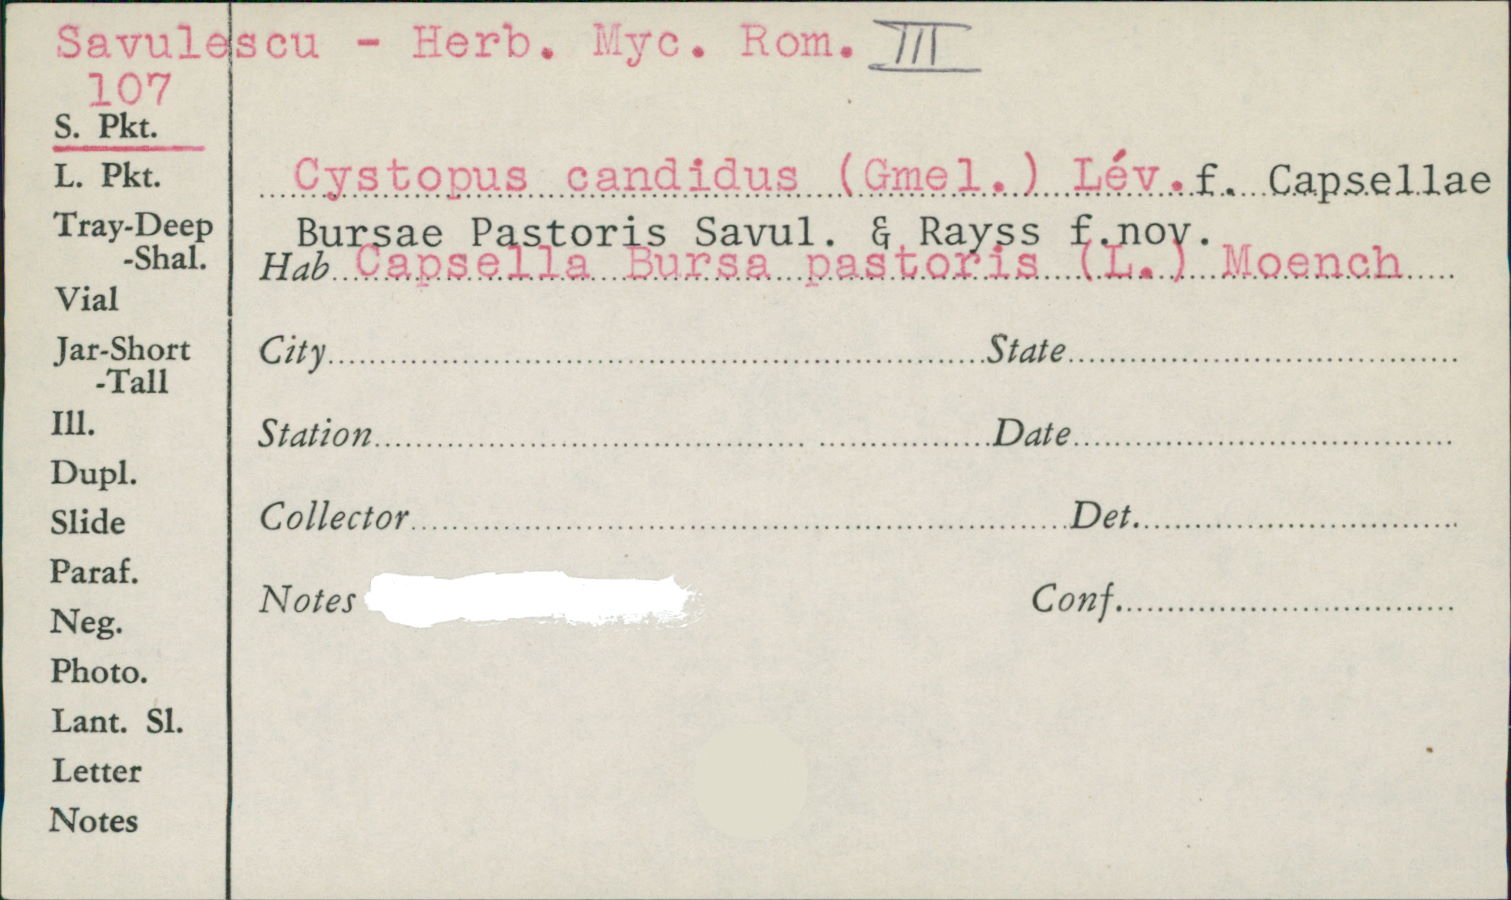 Savulescu - Herb. Myc. Rom. III
107
S. Pkt.
L. Pkt.
Cystopus candidus (Gmel.) Lév. f. Capsellae
Tray-Deep
Bursae Pastoris Savul. & Rayss f.nov.
-Shal.
Hab Capsella Bursa pastoris (L.) Moench
Vial
Jar-Short
City State
-Tall
Ill.
Station Date
Dupl.
Slide
Collector Det.
Paraf.
Notes Conf.
Neg.
Photo.
Lant. Sl.
Letter
Notes